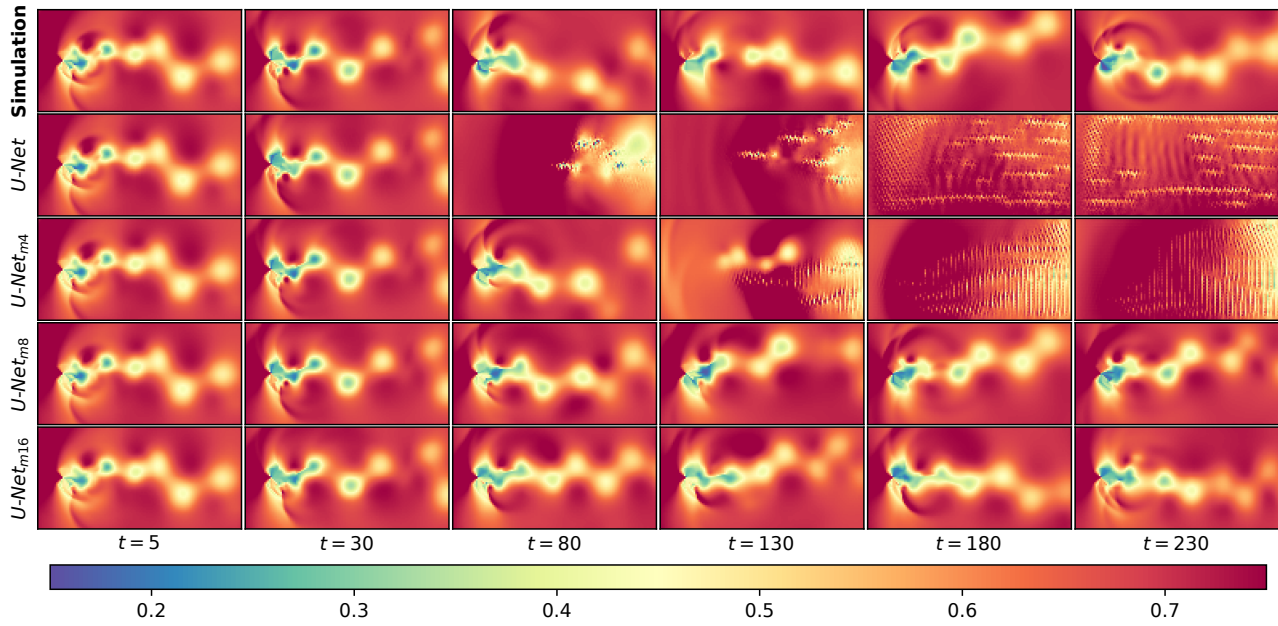 Simulation
U-Net
U-Net_m4
U-Net_m8
U-Net_m16
t = 5 t = 30 t = 80 t = 130 t = 180 t = 230
0.2 0.3 0.4 0.5 0.6 0.7